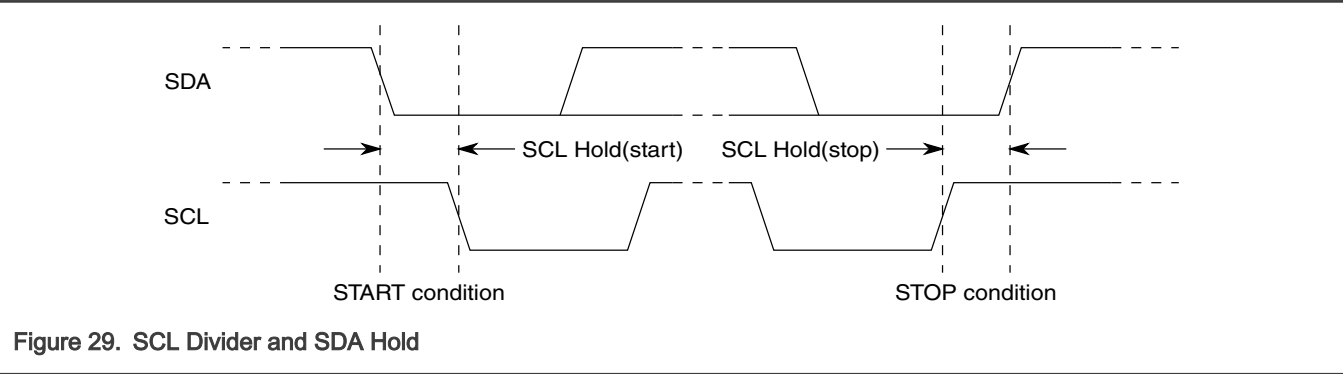 SDA
SCL Hold(start) SCL Hold(stop)
SCL
START condition STOP condition
Figure 29. SCL Divider and SDA Hold